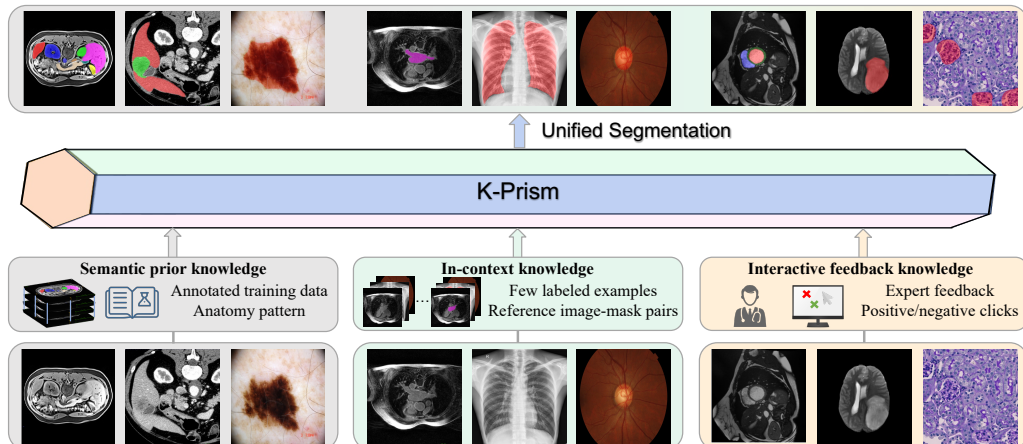 Unified Segmentation
K-Prism
Semantic prior knowledge
Annotated training data
Anatomy pattern
In-context knowledge
...
Few labeled examples
Reference image-mask pairs
Interactive feedback knowledge
Expert feedback
Positive/negative clicks